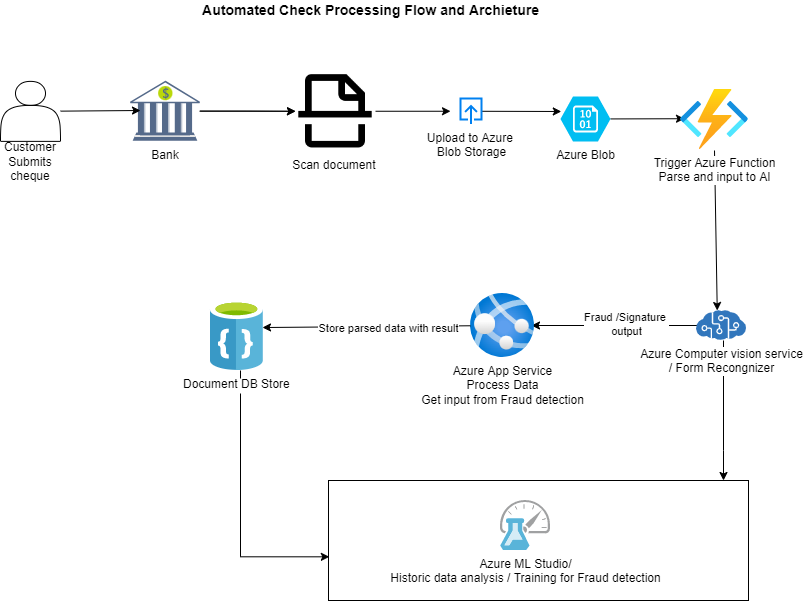 Automated Check Processing Flow and Archieture
Customer
Submits
cheque
$
Bank
Scan document
Upload to Azure
Blob Storage
10
01
Azure Blob
Trigger Azure Function
Parse and input to AI
Fraud /Signature
output
Store parsed data with result
{ }
Azure Computer vision service
/ Form Recongnizer
Azure App Service
Process Data
Get input from Fraud detection
Document DB Store
Azure ML Studio/
Historic data analysis / Training for Fraud detection